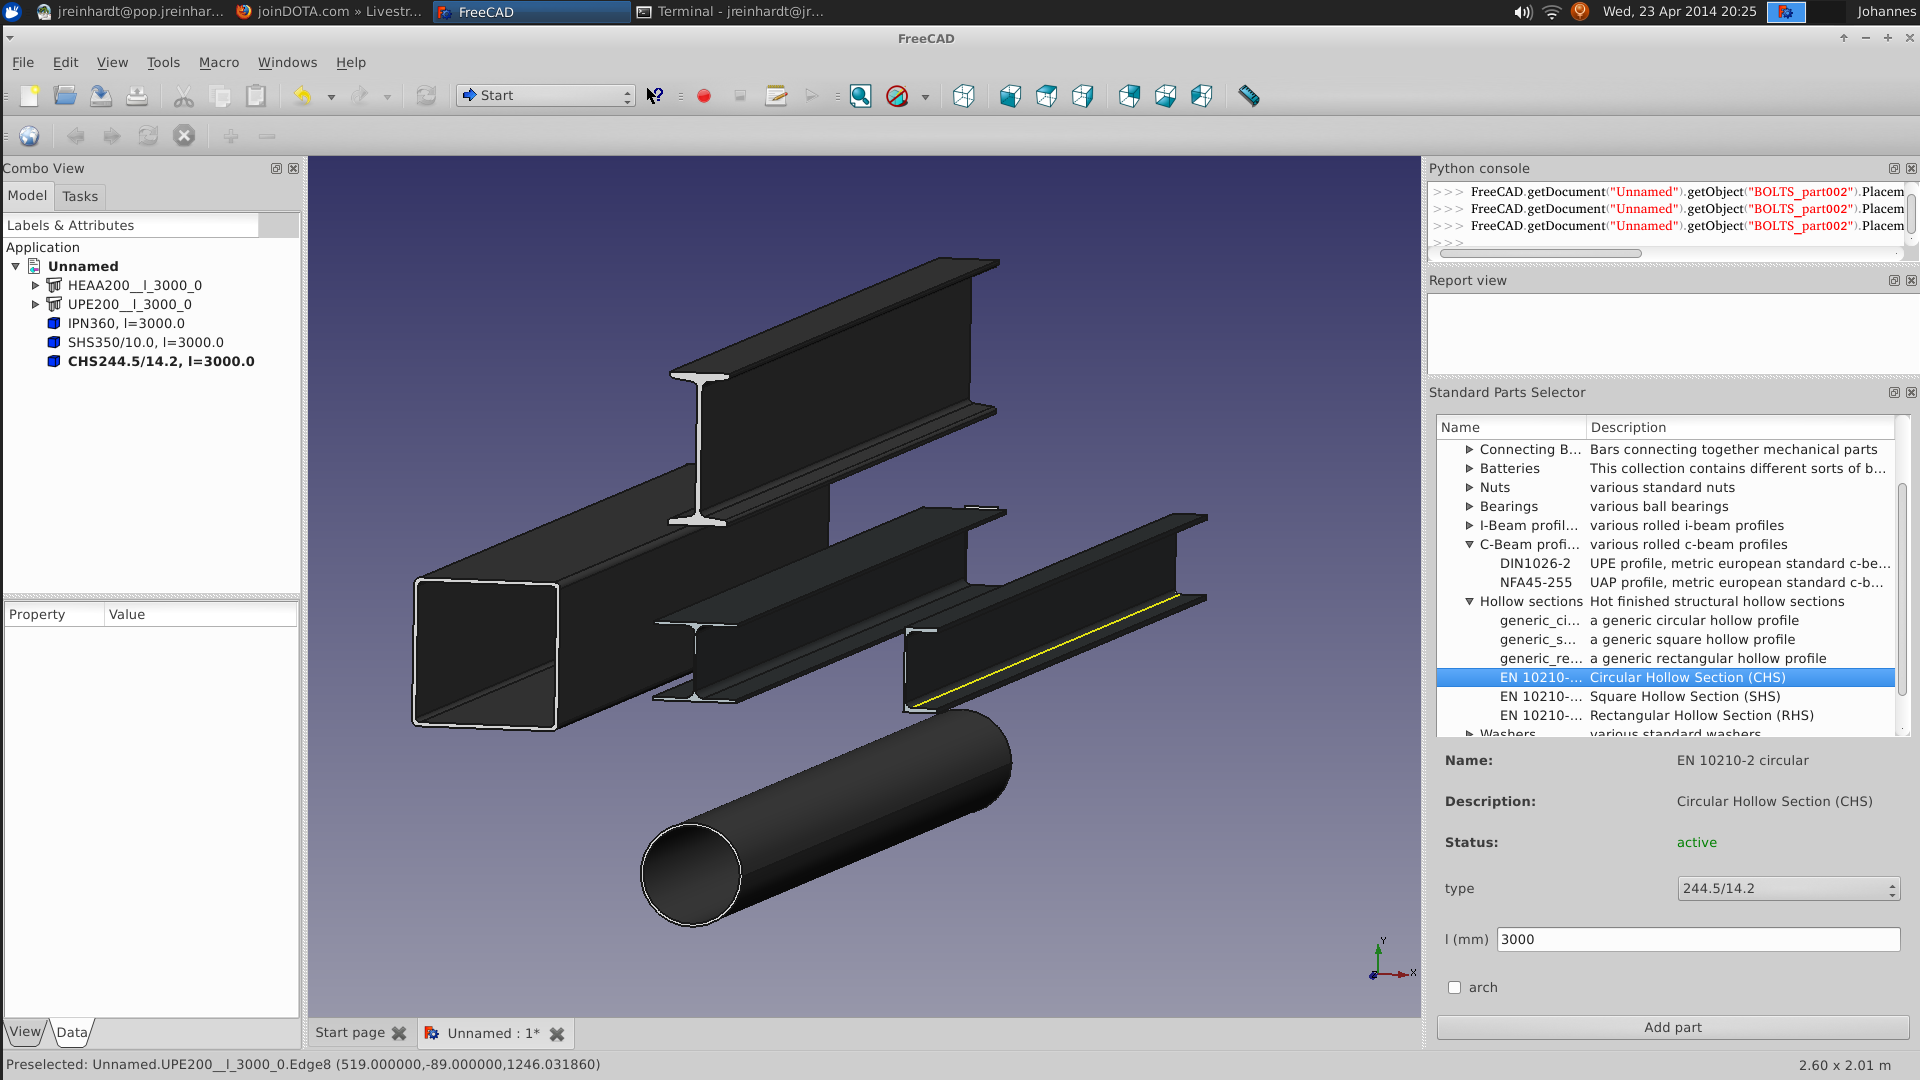 jreinhardt@pop.jreinhar... joinDOTA.com » Livestr... FreeCAD Terminal - jreinhardt@jr... Wed, 23 Apr 2014 20:25 Johannes
FreeCAD
File Edit View Tools Macro Windows Help
Start
Combo View
Model Tasks
Labels & Attributes
Application
Unnamed
HEAA200__l_3000_0
UPE200__l_3000_0
IPN360, l=3000.0
SHS350/10.0, l=3000.0
CHS244.5/14.2, l=3000.0
Property Value
View Data
Y
X
Start page Unnamed : 1*
Python console
>>> FreeCAD.getDocument("Unnamed").getObject("BOLTS_part002").Placem
>>> FreeCAD.getDocument("Unnamed").getObject("BOLTS_part002").Placem
>>> FreeCAD.getDocument("Unnamed").getObject("BOLTS_part002").Placem
>>>
Report view
Standard Parts Selector
Name Description
Connecting B... Bars connecting together mechanical parts
Batteries This collection contains different sorts of b...
Nuts various standard nuts
Bearings various ball bearings
I-Beam profil... various rolled i-beam profiles
C-Beam profi... various rolled c-beam profiles
DIN1026-2 UPE profile, metric european standard c-be...
NFA45-255 UAP profile, metric european standard c-b...
Hollow sections Hot finished structural hollow sections
generic_ci... a generic circular hollow profile
generic_s... a generic square hollow profile
generic_re... a generic rectangular hollow profile
EN 10210-... Circular Hollow Section (CHS)
EN 10210-... Square Hollow Section (SHS)
EN 10210-... Rectangular Hollow Section (RHS)
Washers various standard washers
Name: EN 10210-2 circular
Description: Circular Hollow Section (CHS)
Status: active
type 244.5/14.2
l (mm) 3000
arch
Add part
Preselected: Unnamed.UPE200__l_3000_0.Edge8 (519.000000,-89.000000,1246.031860) 2.60 x 2.01 m